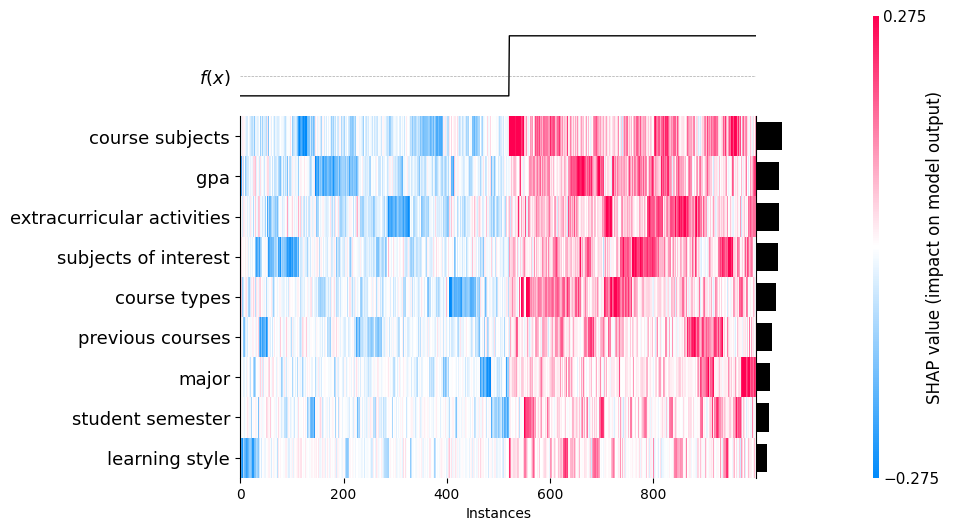 0.275
f(x)
course subjects
gpa
extracurricular activities
subjects of interest
course types
previous courses
major
student semester
learning style
0 200 400 600 800
Instances
SHAP value (impact on model output)
−0.275